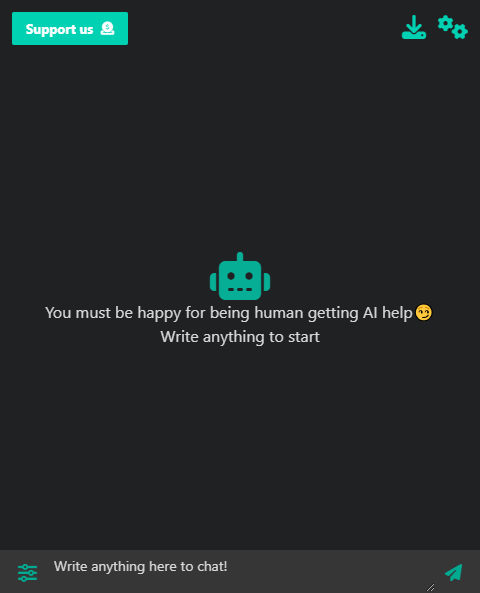 Support us
You must be happy for being human getting AI help😏
Write anything to start
Write anything here to chat!